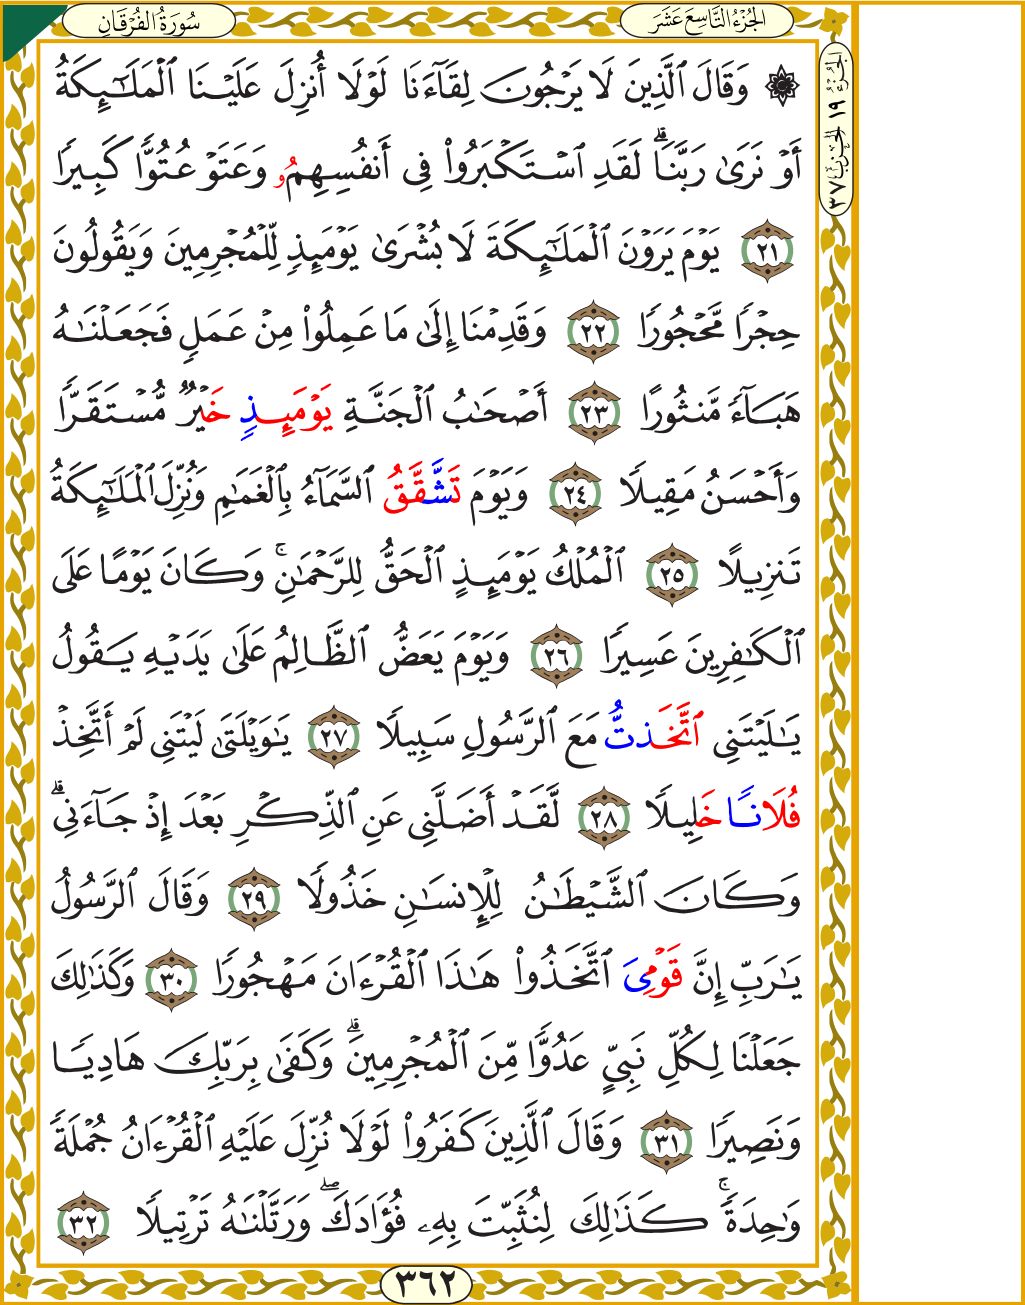 سُورَةُ الفُرْقَانِ
الجُزْءُ التَّاسِعَ عَشَرَ
الجُزْءُ ١٩
۞ وَقَالَ ٱلَّذِينَ لَا يَرْجُونَ لِقَآءَنَا لَوْلَا أُنزِلَ عَلَيْنَا ٱلْمَلَـٰٓئِكَةُ
أَوْ نَرَىٰ رَبَّنَاۗ لَقَدِ ٱسْتَكْبَرُوا۟ فِى أَنفُسِهِمُۥ وَعَتَوْ عُتُوًّا كَبِيرًا
٢١ يَوْمَ يَرَوْنَ ٱلْمَلَـٰٓئِكَةَ لَا بُشْرَىٰ يَوْمَئِذٍ لِّلْمُجْرِمِينَ وَيَقُولُونَ
حِجْرًا مَّحْجُورًا ٢٢ وَقَدِمْنَا إِلَىٰ مَا عَمِلُوا۟ مِنْ عَمَلٍ فَجَعَلْنَـٰهُ
هَبَآءً مَّنثُورًا ٢٣ أَصْحَـٰبُ ٱلْجَنَّةِ يَوْمَئِذٍ خَيْرٌ مُّسْتَقَرًّا
وَأَحْسَنُ مَقِيلًا ٢٤ وَيَوْمَ تَشَّقَّقُ ٱلسَّمَآءُ بِٱلْغَمَـٰمِ وَنُزِّلَ ٱلْمَلَـٰٓئِكَةُ
تَنزِيلًا ٢٥ ٱلْمُلْكُ يَوْمَئِذٍ ٱلْحَقُّ لِلرَّحْمَـٰنِۚ وَكَانَ يَوْمًا عَلَى
ٱلْكَـٰفِرِينَ عَسِيرًا ٢٦ وَيَوْمَ يَعَضُّ ٱلظَّالِمُ عَلَىٰ يَدَيْهِ يَقُولُ
يَـٰلَيْتَنِى ٱتَّخَذتُّ مَعَ ٱلرَّسُولِ سَبِيلًا ٢٧ يَـٰوَيْلَتَىٰ لَيْتَنِى لَمْ أَتَّخِذْ
فُلَانًا خَلِيلًا ٢٨ لَّقَدْ أَضَلَّنِى عَنِ ٱلذِّكْرِ بَعْدَ إِذْ جَآءَنِىۗ
وَكَانَ ٱلشَّيْطَـٰنُ لِلْإِنسَـٰنِ خَذُولًا ٢٩ وَقَالَ ٱلرَّسُولُ
يَـٰرَبِّ إِنَّ قَوْمِىَ ٱتَّخَذُوا۟ هَـٰذَا ٱلْقُرْءَانَ مَهْجُورًا ٣٠ وَكَذَٰلِكَ
جَعَلْنَا لِكُلِّ نَبِىٍّ عَدُوًّا مِّنَ ٱلْمُجْرِمِينَۗ وَكَفَىٰ بِرَبِّكَ هَادِيًا
وَنَصِيرًا ٣١ وَقَالَ ٱلَّذِينَ كَفَرُوا۟ لَوْلَا نُزِّلَ عَلَيْهِ ٱلْقُرْءَانُ جُمْلَةً
وَٰحِدَةًۚ كَذَٰلِكَ لِنُثَبِّتَ بِهِۦ فُؤَادَكَۖ وَرَتَّلْنَـٰهُ تَرْتِيلًا ٣٢
٣٦٢